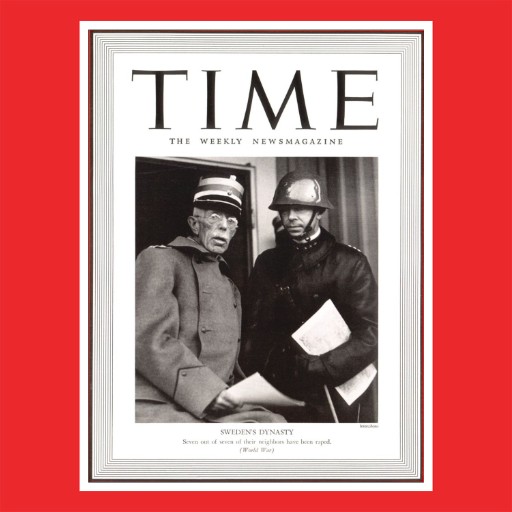 TIME
THE WEEKLY NEWSMAGAZINE
SWEDEN'S DYNASTY
Seven out of seven of their neighbors have been raped.
(World War)